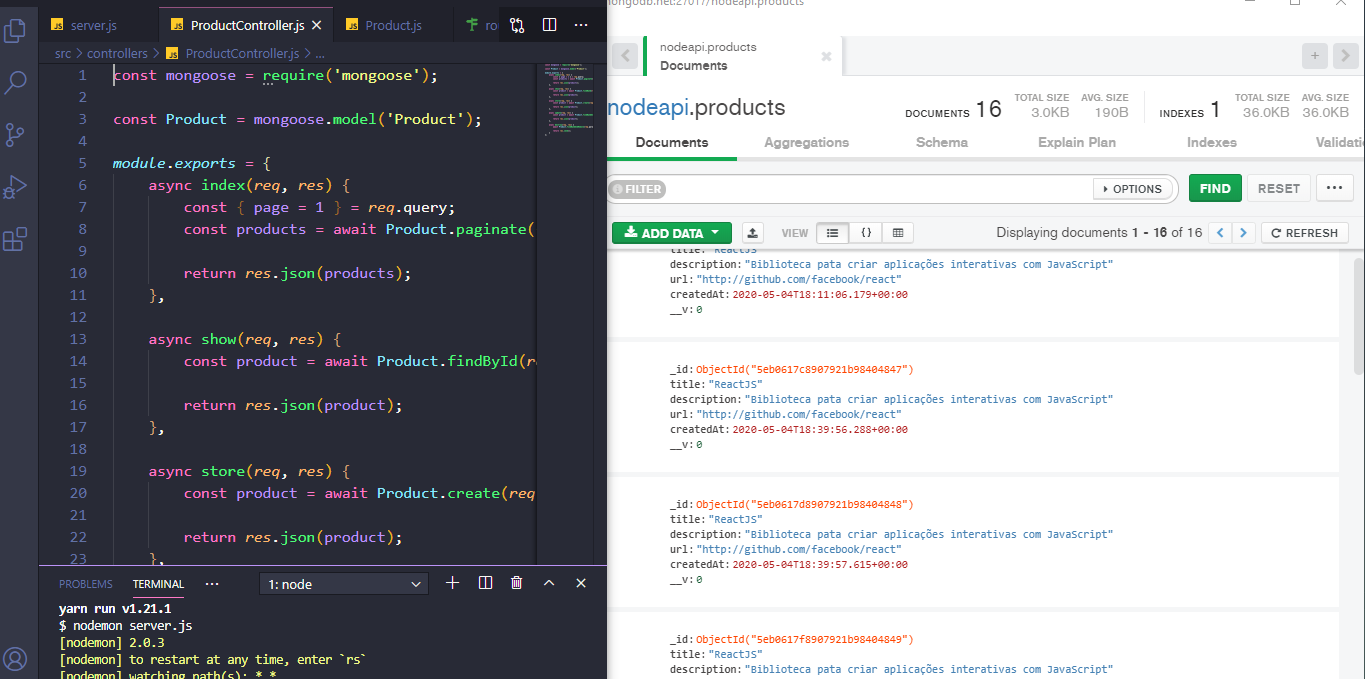 server.js
ProductController.js
Product.js
ro
src > controllers > ProductController.js > ...
1 const mongoose = require('mongoose');
2
3 const Product = mongoose.model('Product');
4
5 module.exports = {
6 async index(req, res) {
7 const { page = 1 } = req.query;
8 const products = await Product.paginate(
9
10 return res.json(products);
11 },
12
13 async show(req, res) {
14 const product = await Product.findById(re
15
16 return res.json(product);
17 },
18
19 async store(req, res) {
20 const product = await Product.create(req
21
22 return res.json(product);
23 },
PROBLEMS TERMINAL ... 1: node
yarn run v1.21.1
$ nodemon server.js
[nodemon] 2.0.3
[nodemon] to restart at any time, enter `rs`
[nodemon] watching path(s): *.*
mongodb.net:27017/nodeapi.products
nodeapi.products
Documents
nodeapi.products
DOCUMENTS 16 TOTAL SIZE 3.0KB AVG. SIZE 190B INDEXES 1 TOTAL SIZE 36.0KB AVG. SIZE 36.0KB
Documents Aggregations Schema Explain Plan Indexes Validati
FILTER OPTIONS FIND RESET ...
ADD DATA VIEW {} Displaying documents 1 - 16 of 16 < > REFRESH
title: "ReactJS"
description: "Biblioteca pata criar aplicações interativas com JavaScript"
url: "http://github.com/facebook/react"
createdAt: 2020-05-04T18:11:06.179+00:00
__v: 0
_id: ObjectId("5eb0617c8907921b98404847")
title: "ReactJS"
description: "Biblioteca pata criar aplicações interativas com JavaScript"
url: "http://github.com/facebook/react"
createdAt: 2020-05-04T18:39:56.288+00:00
__v: 0
_id: ObjectId("5eb0617d8907921b98404848")
title: "ReactJS"
description: "Biblioteca pata criar aplicações interativas com JavaScript"
url: "http://github.com/facebook/react"
createdAt: 2020-05-04T18:39:57.615+00:00
__v: 0
_id: ObjectId("5eb0617f8907921b98404849")
title: "ReactJS"
description: "Biblioteca pata criar aplicações interativas com JavaScript"